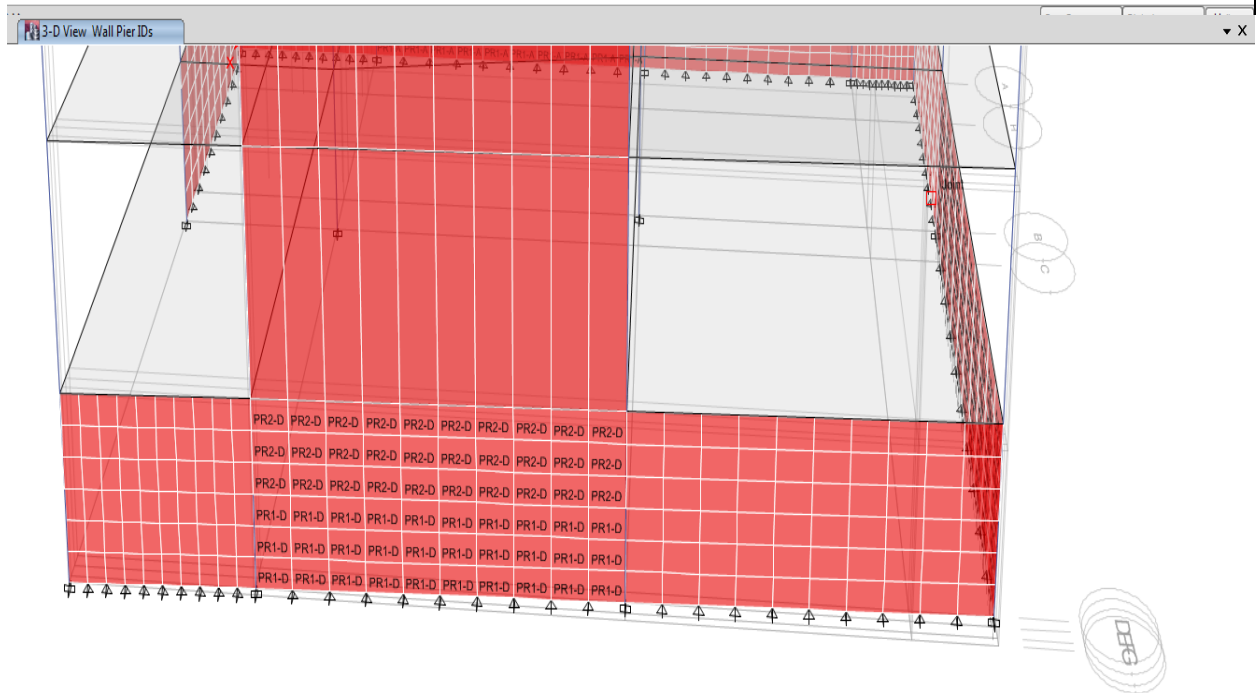 3-D View Wall Pier IDs
X
PR1-A PR1-A
X
A
H
Joint
B
C
PR2-D PR2-D PR2-D PR2-D PR2-D PR2-D PR2-D PR2-D PR2-D PR2-D
PR2-D PR2-D PR2-D PR2-D PR2-D PR2-D PR2-D PR2-D PR2-D PR2-D
PR2-D PR2-D PR2-D PR2-D PR2-D PR2-D PR2-D PR2-D PR2-D PR2-D
PR1-D PR1-D PR1-D PR1-D PR1-D PR1-D PR1-D PR1-D PR1-D PR1-D
PR1-D PR1-D PR1-D PR1-D PR1-D PR1-D PR1-D PR1-D PR1-D PR1-D
PR1-D PR1-D PR1-D PR1-D PR1-D PR1-D PR1-D PR1-D PR1-D PR1-D